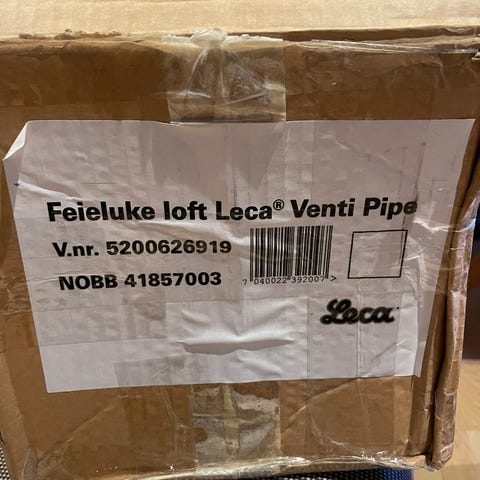 Feieluke loft Leca® Venti Pipe
V.nr. 5200626919
NOBB 41857003
7 040022 392007 >
Leca